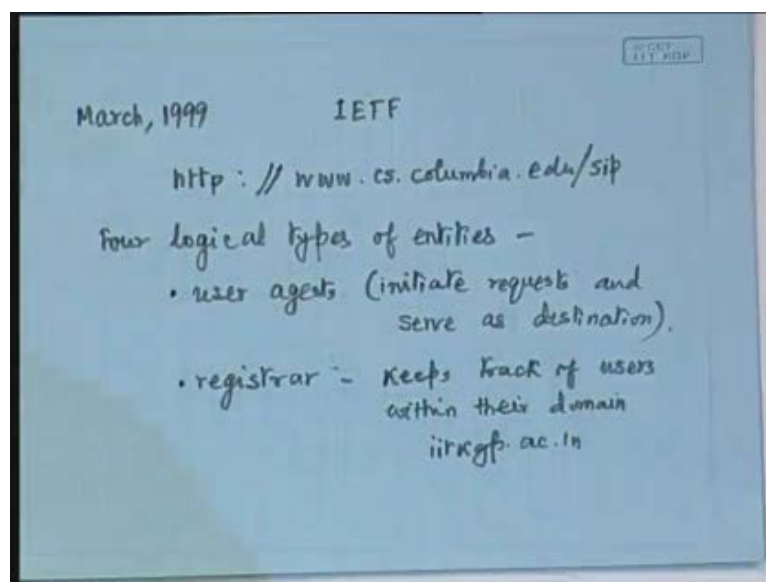 March, 1999 IETF
http : // www . cs . columbia . edu/sip
Four logical types of entities -
• user agents (initiate requests and
serve as destination).
• registrar :- Keeps track of users
within their domain
iitkgp. ac . in